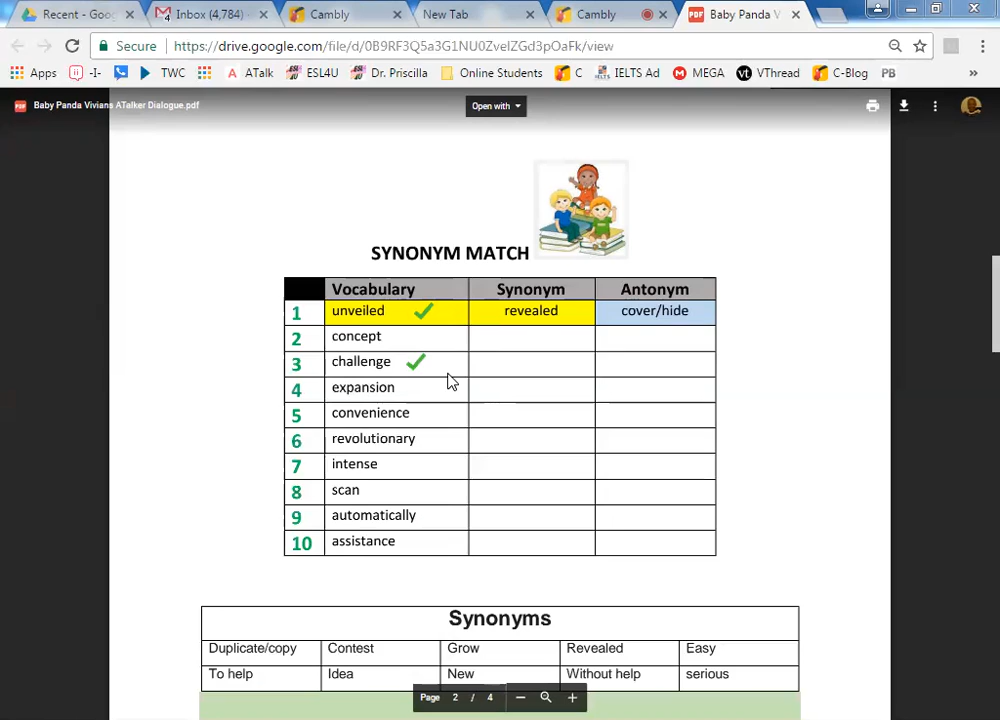 Recent - Goog
Inbox (4,784)
Cambly
New Tab
Cambly
Baby Panda V
Secure
https://drive.google.com/file/d/0B9RF3Q5a3G1NU0ZvelZGd3pOaFk/view
Apps
-I-
TWC
ATalk
ESL4U
Dr. Priscilla
Online Students
C
IELTS Ad
MEGA
VThread
C-Blog
PB
»
PDF Baby Panda Vivians ATalker Dialogue.pdf
Open with
SYNONYM MATCH
Vocabulary Synonym Antonym
1 unveiled revealed cover/hide
2 concept
3 challenge
4 expansion
5 convenience
6 revolutionary
7 intense
8 scan
9 automatically
10 assistance
Synonyms
Duplicate/copy Contest Grow Revealed Easy
To help Idea New Without help serious
Page 2 / 4